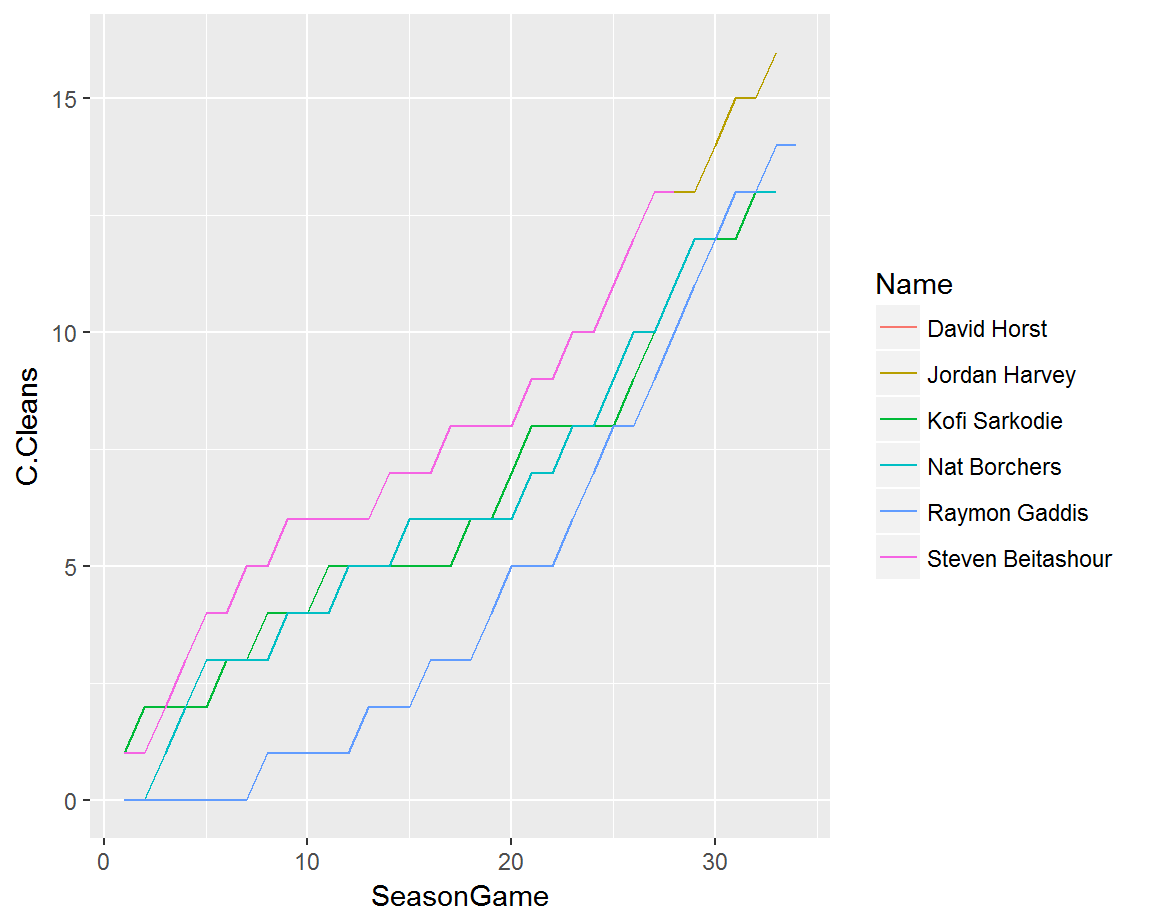 15
10
5
0
C.Cleans
0 10 20 30
SeasonGame
Name
David Horst
Jordan Harvey
Kofi Sarkodie
Nat Borchers
Raymon Gaddis
Steven Beitashour